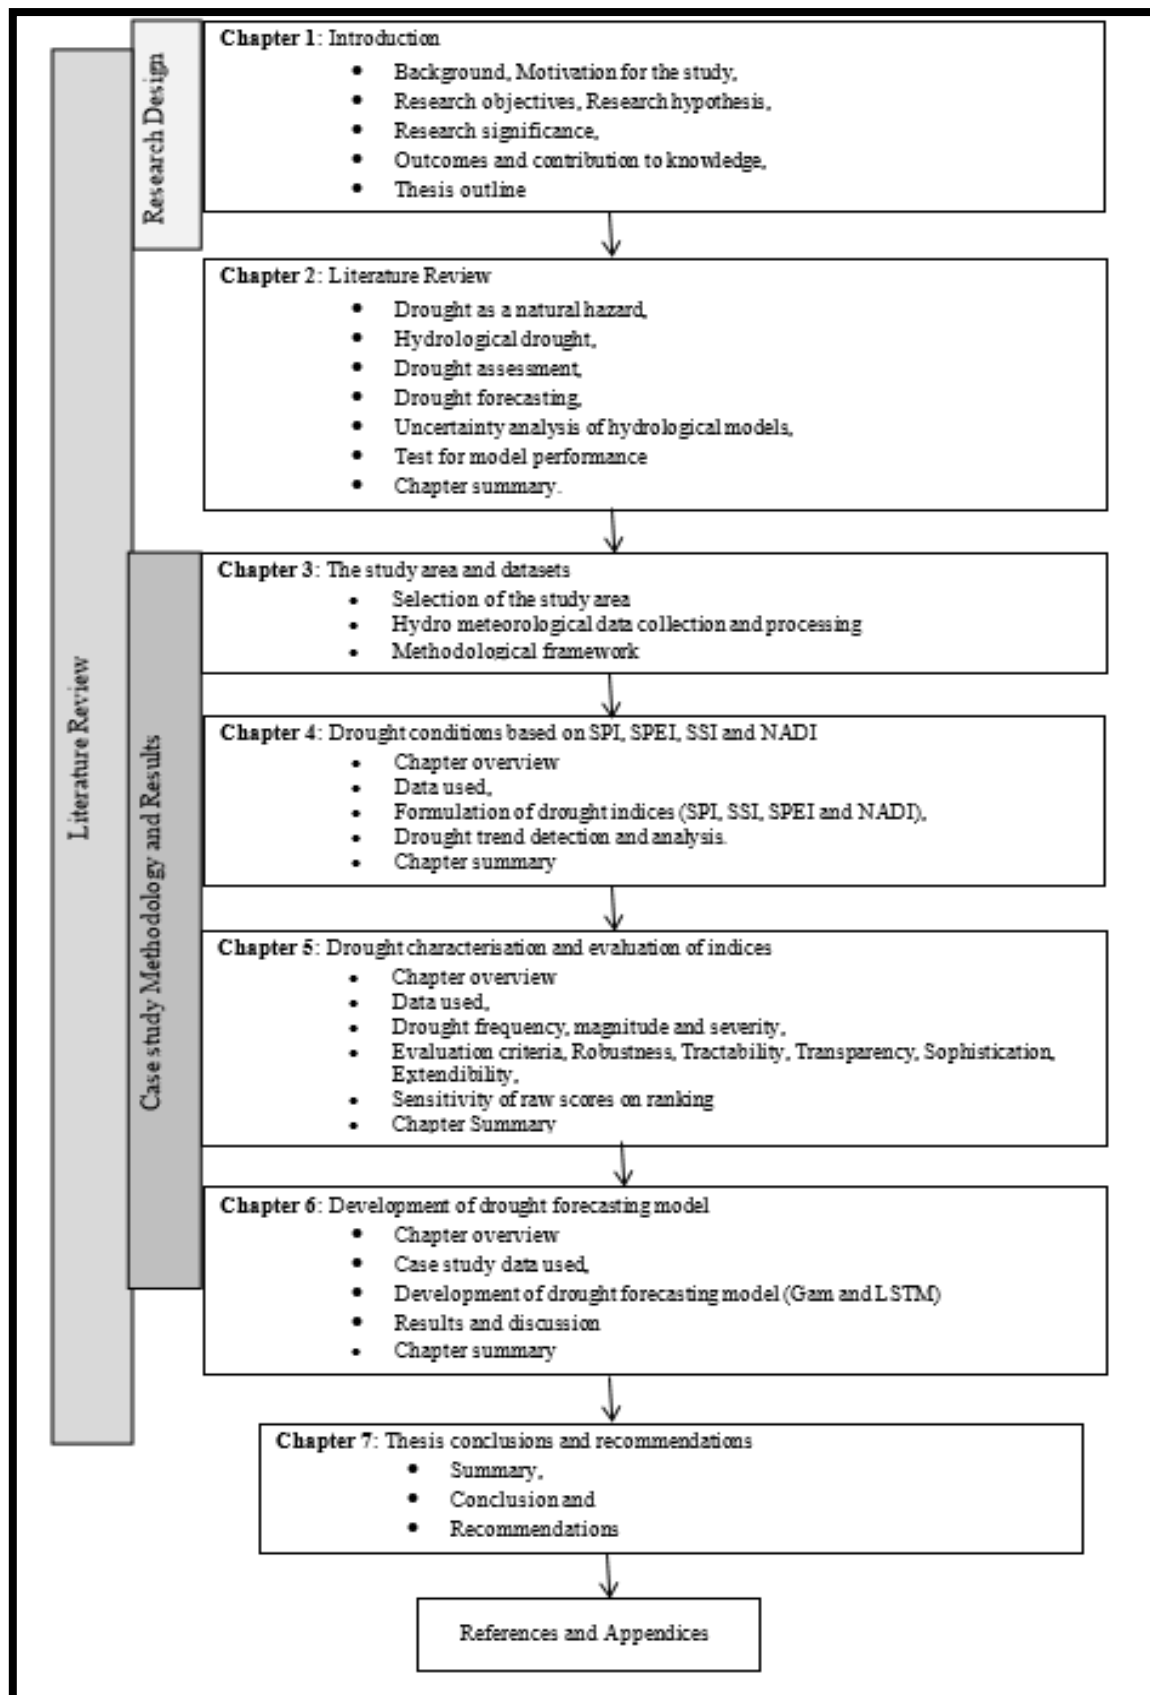 Research Design
Literature Review
Case study Methodology and Results
Chapter 1: Introduction
• Background, Motivation for the study,
• Research objectives, Research hypothesis,
• Research significance,
• Outcomes and contribution to knowledge,
• Thesis outline
Chapter 2: Literature Review
• Drought as a natural hazard,
• Hydrological drought,
• Drought assessment,
• Drought forecasting,
• Uncertainty analysis of hydrological models,
• Test for model performance
• Chapter summary.
Chapter 3: The study area and datasets
• Selection of the study area
• Hydro meteorological data collection and processing
• Methodological framework
Chapter 4: Drought conditions based on SPI, SPEI, SSI and NADI
• Chapter overview
• Data used,
• Formulation of drought indices (SPI, SSI, SPEI and NADI),
• Drought trend detection and analysis.
• Chapter summary
Chapter 5: Drought characterisation and evaluation of indices
• Chapter overview
• Data used,
• Drought frequency, magnitude and severity,
• Evaluation criteria, Robustness, Tractability, Transparency, Sophistication,
Extendibility,
• Sensitivity of raw scores on ranking
• Chapter Summary
Chapter 6: Development of drought forecasting model
• Chapter overview
• Case study data used,
• Development of drought forecasting model (Gam and LSTM)
• Results and discussion
• Chapter summary
Chapter 7: Thesis conclusions and recommendations
• Summary,
• Conclusion and
• Recommendations
References and Appendices